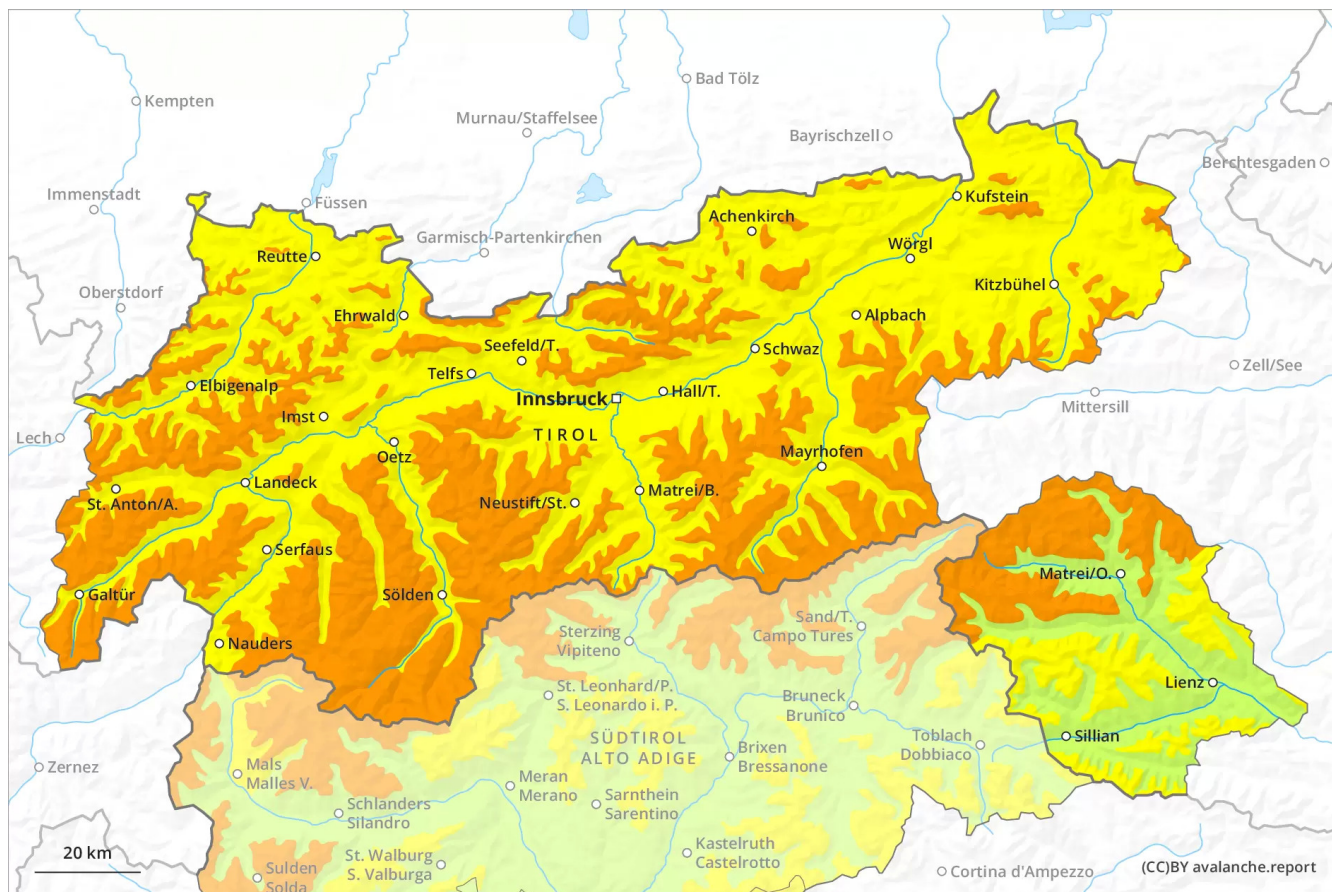 Bad Tölz
Kempten
Murnau/Staffelsee
Bayrischzell
Berchtesgaden
Immenstadt
Füssen
Kufstein
Achenkirch
Garmisch-Partenkirchen
Wörgl
Reutte
Oberstdorf
Kitzbühel
Ehrwald
Alpbach
Seefeld/T.
Schwaz
Zell/See
Telfs
Elbigenalp
Hall/T.
Innsbruck
Mittersill
Imst
TIROL
Lech
Oetz
Mayrhofen
Landeck
Matrei/B.
St. Anton/A.
Neustift/St.
Serfaus
Matrei/O.
Galtür
Sölden
Sand/T.
Campo Tures
Sterzing
Vipiteno
Nauders
Lienz
St. Leonhard/P.
S. Leonardo i. P.
Bruneck
Brunico
Sillian
SÜDTIROL
ALTO ADIGE
Toblach
Dobbiaco
Brixen
Bressanone
Zernez
Mals
Malles V.
Meran
Merano
Sarnthein
Sarentino
Schlanders
Silandro
Kastelruth
Castelrotto
20 km
St. Walburg
S. Valburga
Sulden
Solda
Cortina d'Ampezzo
(CC)BY avalanche.report